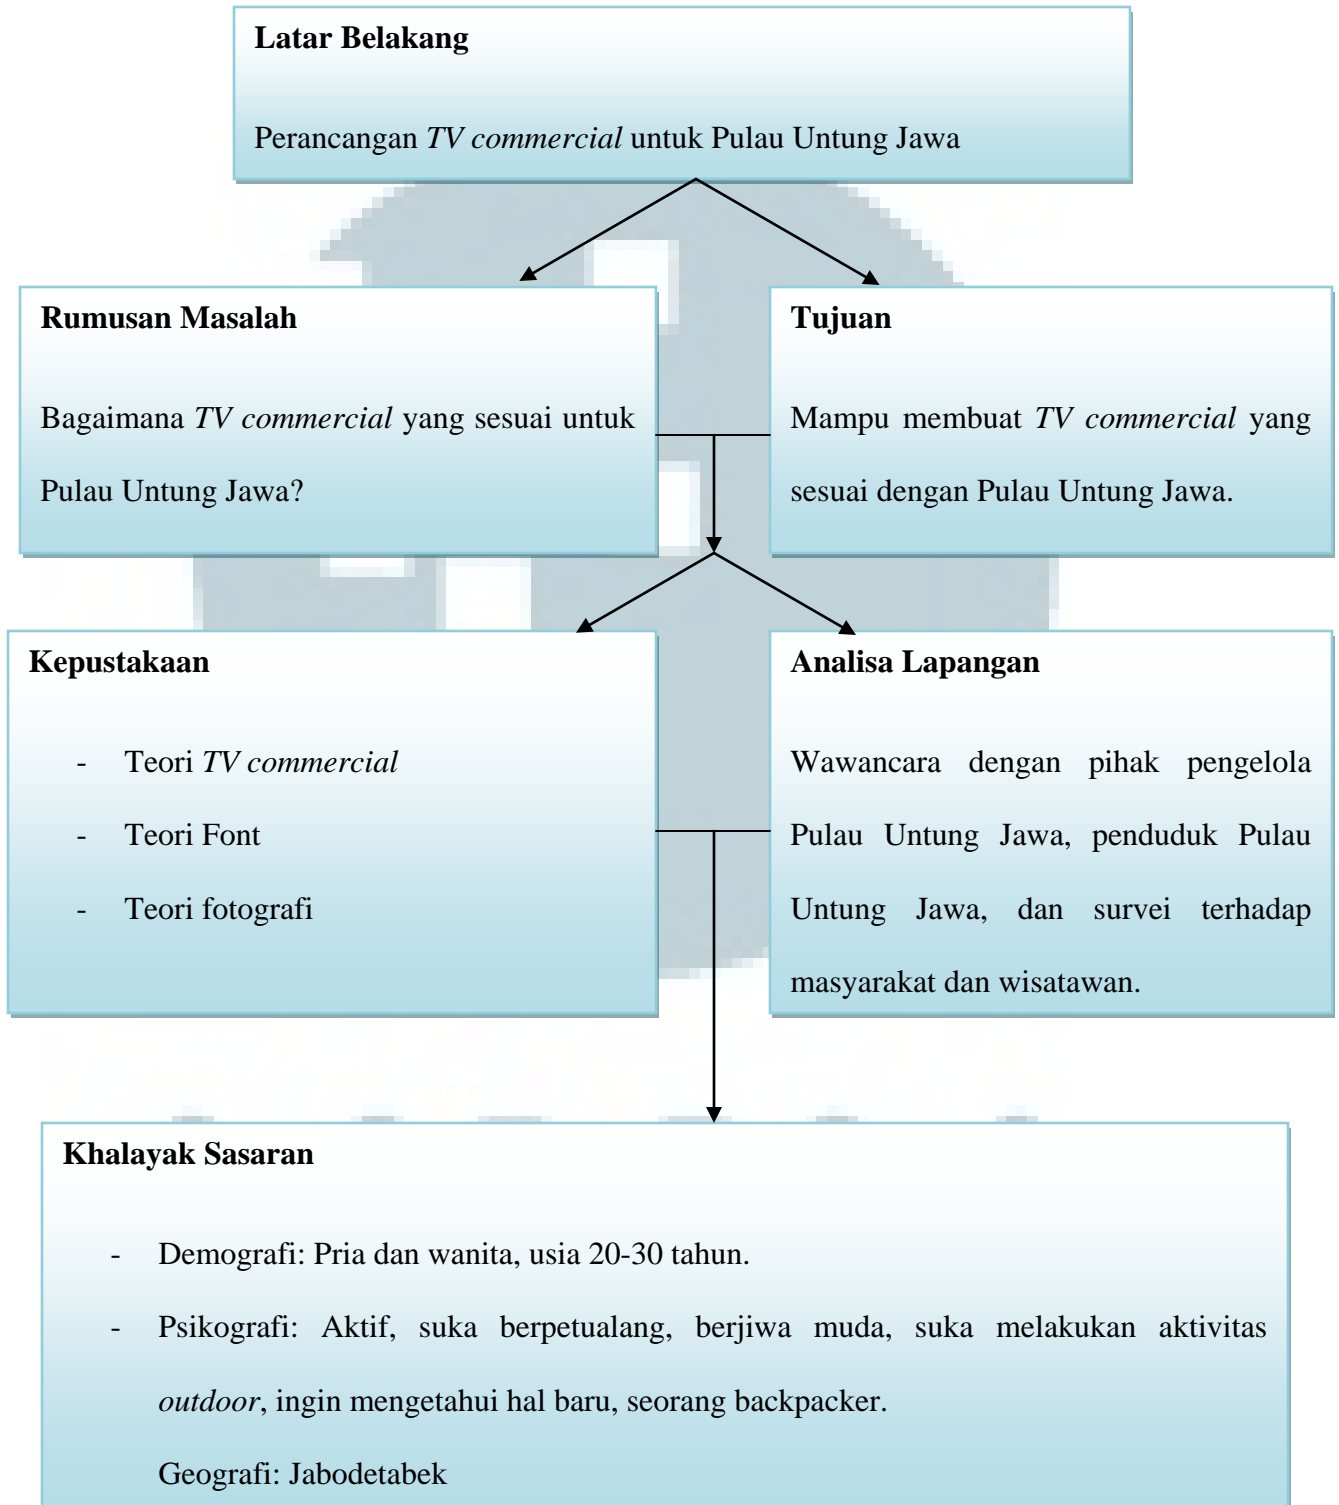 Latar Belakang
Perancangan TV commercial untuk Pulau Untung Jawa
Rumusan Masalah
Bagaimana TV commercial yang sesuai untuk
Pulau Untung Jawa?
Tujuan
Mampu membuat TV commercial yang
sesuai dengan Pulau Untung Jawa.
Kepustakaan
- Teori TV commercial
- Teori Font
- Teori fotografi
Analisa Lapangan
Wawancara dengan pihak pengelola
Pulau Untung Jawa, penduduk Pulau
Untung Jawa, dan survei terhadap
masyarakat dan wisatawan.
Khalayak Sasaran
- Demografi: Pria dan wanita, usia 20-30 tahun.
- Psikografi: Aktif, suka berpetualang, berjiwa muda, suka melakukan aktivitas
outdoor, ingin mengetahui hal baru, seorang backpacker.
Geografi: Jabodetabek